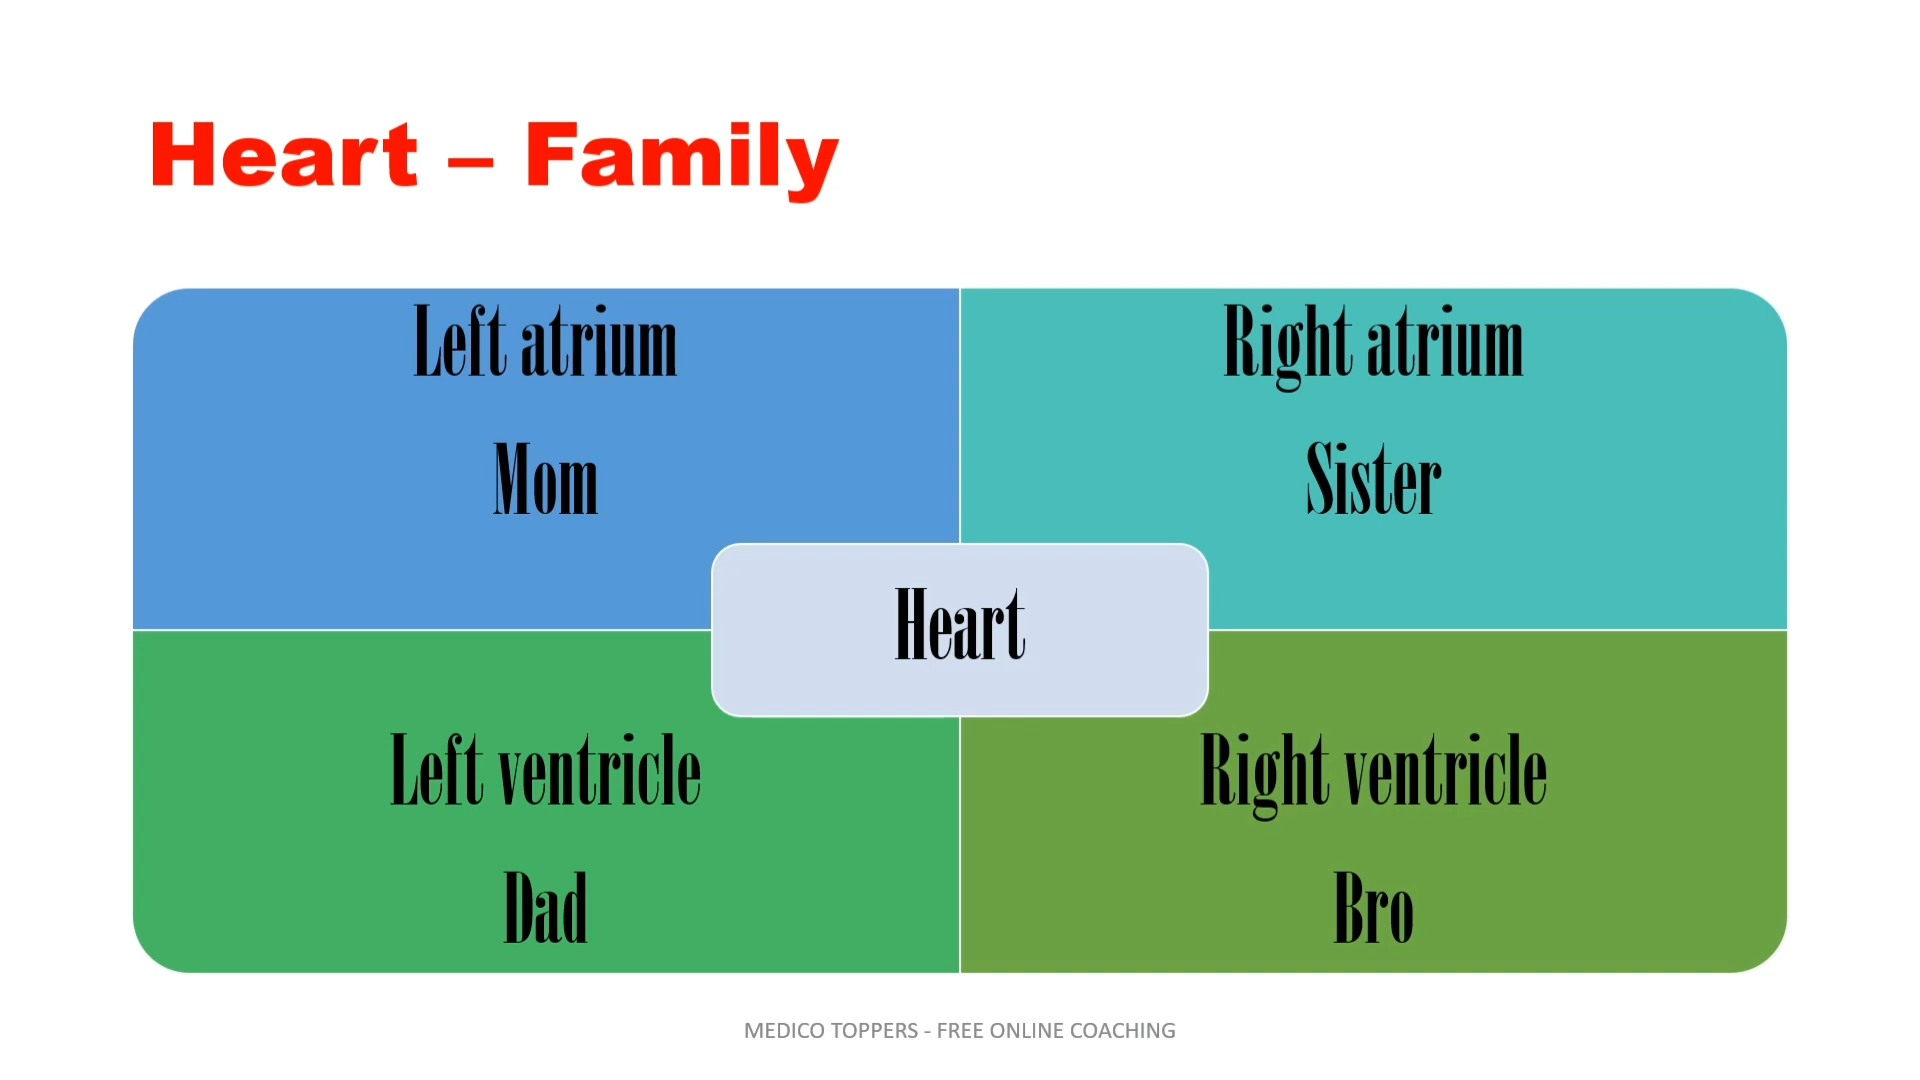 Heart – Family
Left atrium
Mom
Right atrium
Sister
Heart
Left ventricle
Dad
Right ventricle
Bro
MEDICO TOPPERS - FREE ONLINE COACHING